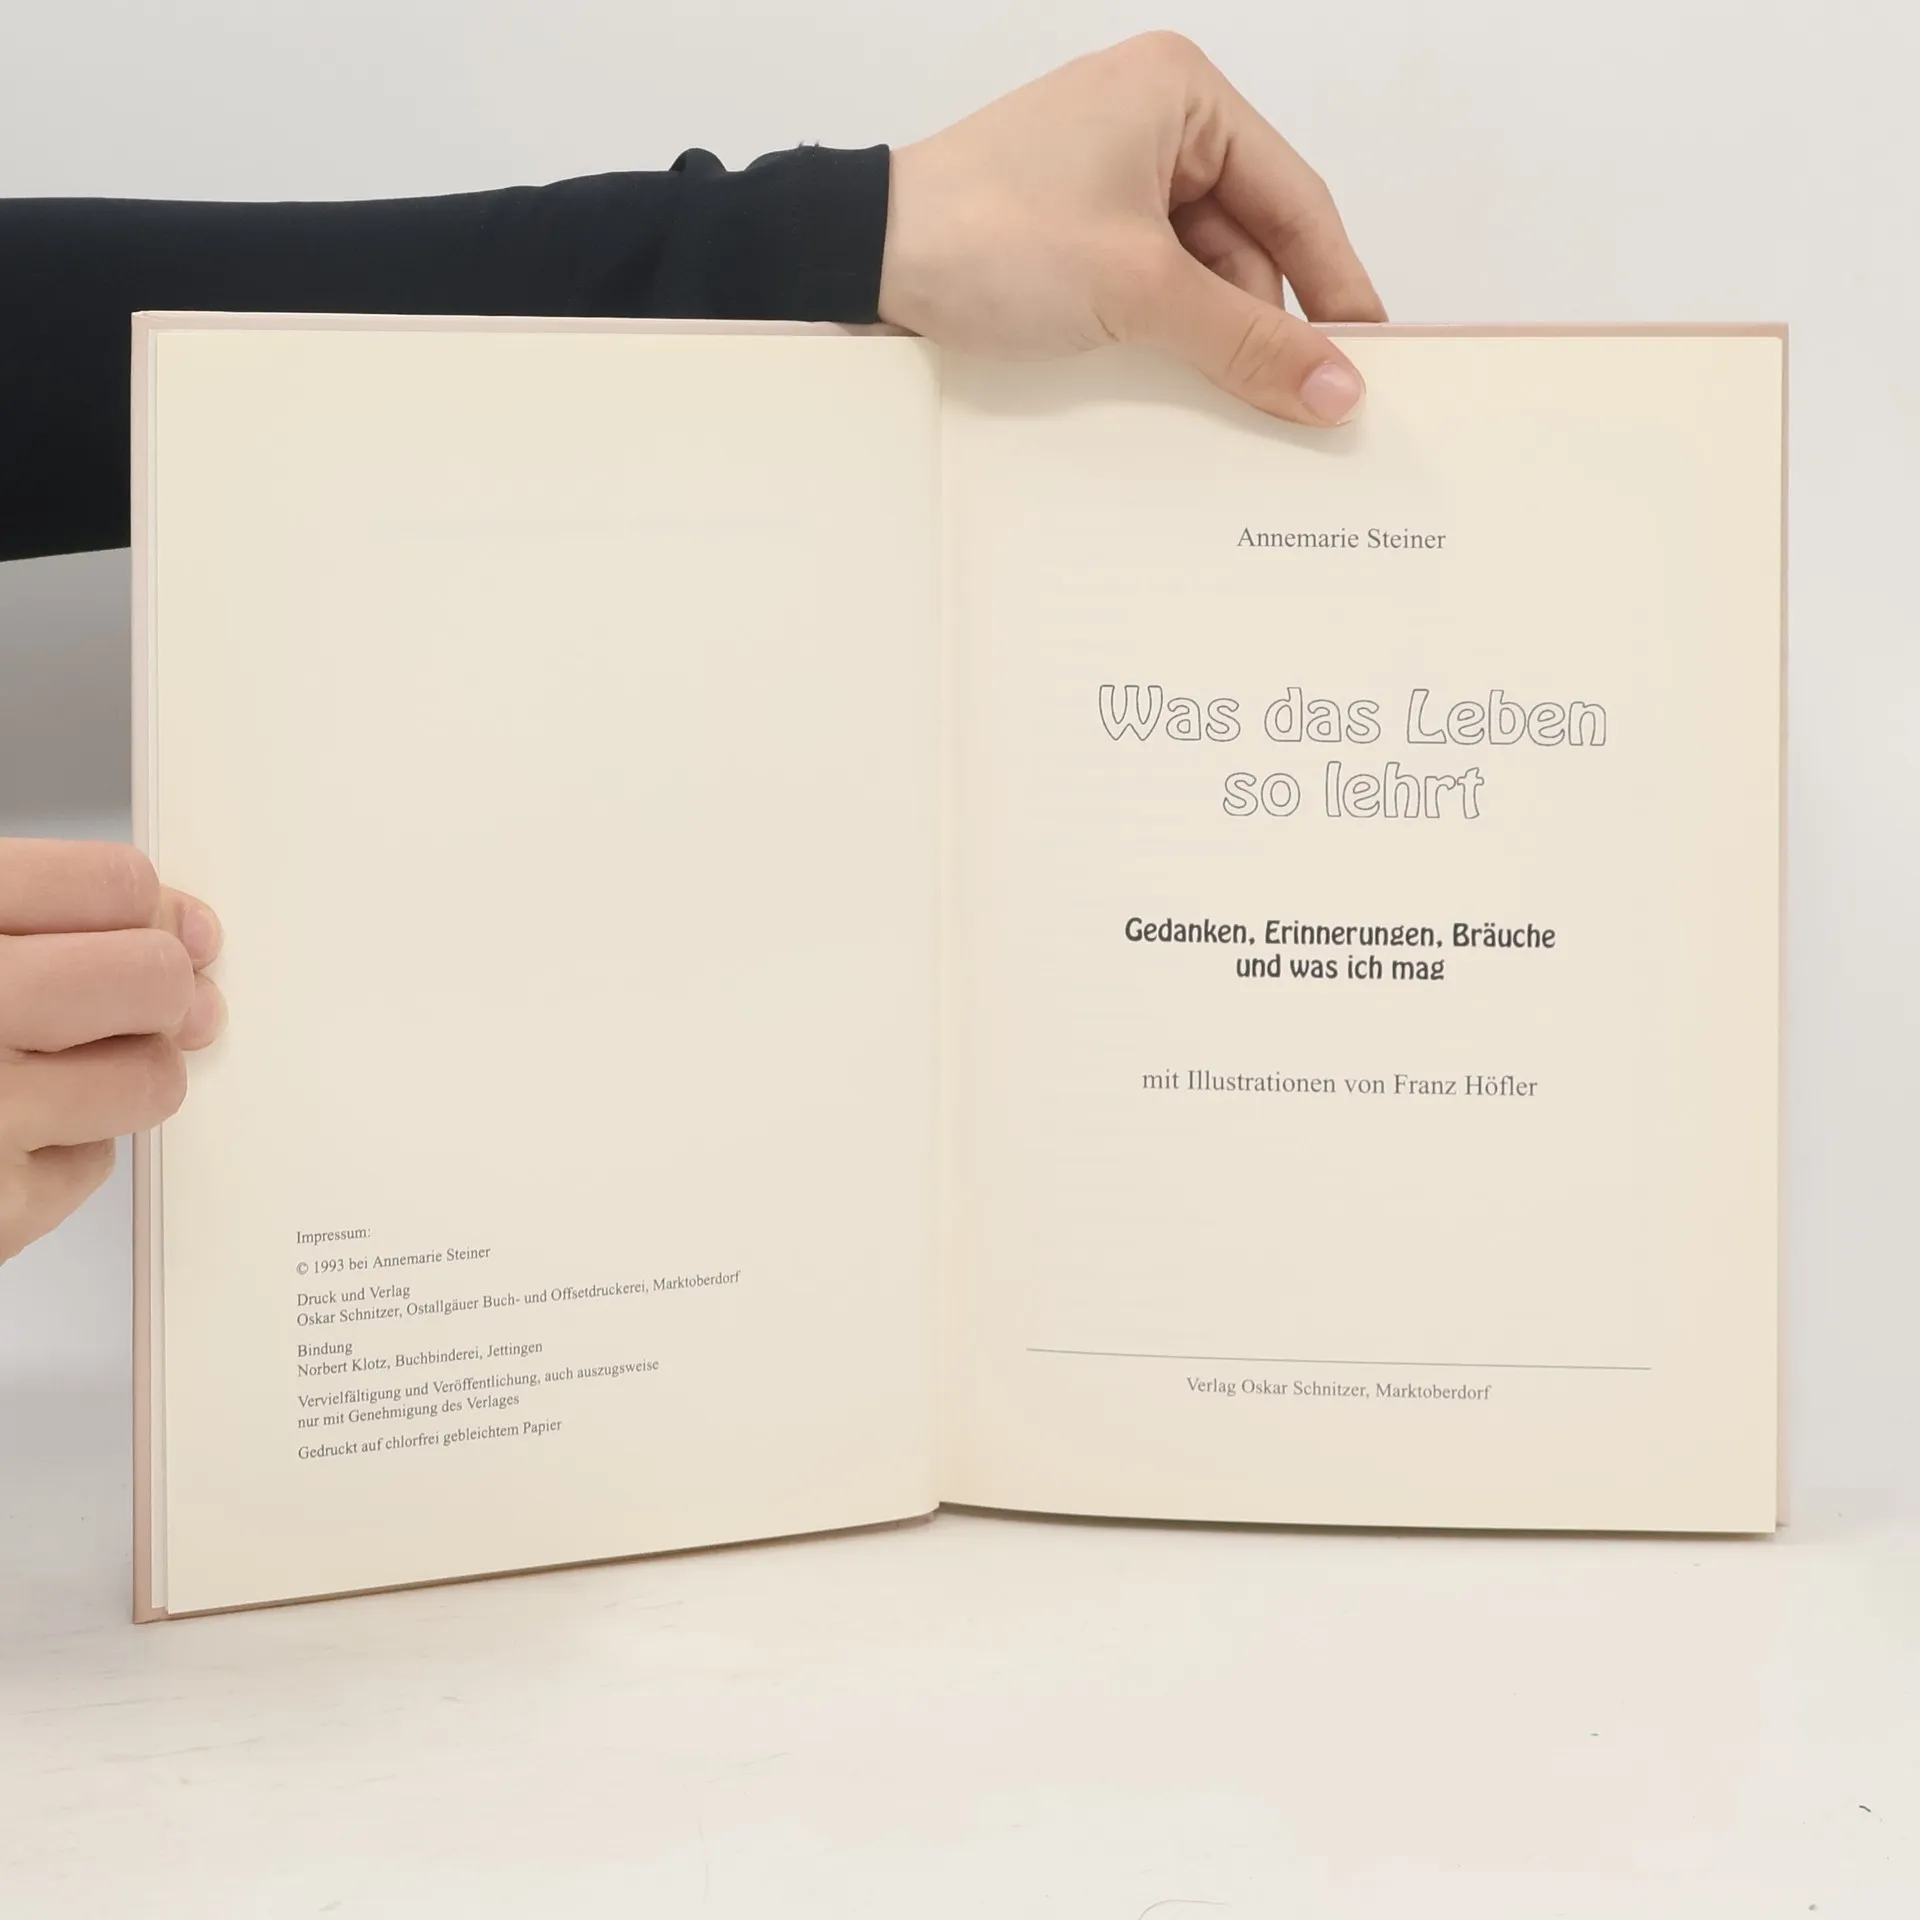 Impressum:
© 1993 bei Annemarie Steiner
Druck und Verlag
Oskar Schnitzer, Ostallgäuer Buch- und Offsetdruckerei, Marktoberdorf
Bindung
Norbert Klotz, Buchbinderei, Jettingen
Vervielfältigung und Veröffentlichung, auch auszugsweise
nur mit Genehmigung des Verlages
Gedruckt auf chlorfrei gebleichtem Papier
Annemarie Steiner
Was das Leben
so lehrt
Gedanken, Erinnerungen, Bräuche
und was ich mag
mit Illustrationen von Franz Höfler
Verlag Oskar Schnitzer, Marktoberdorf